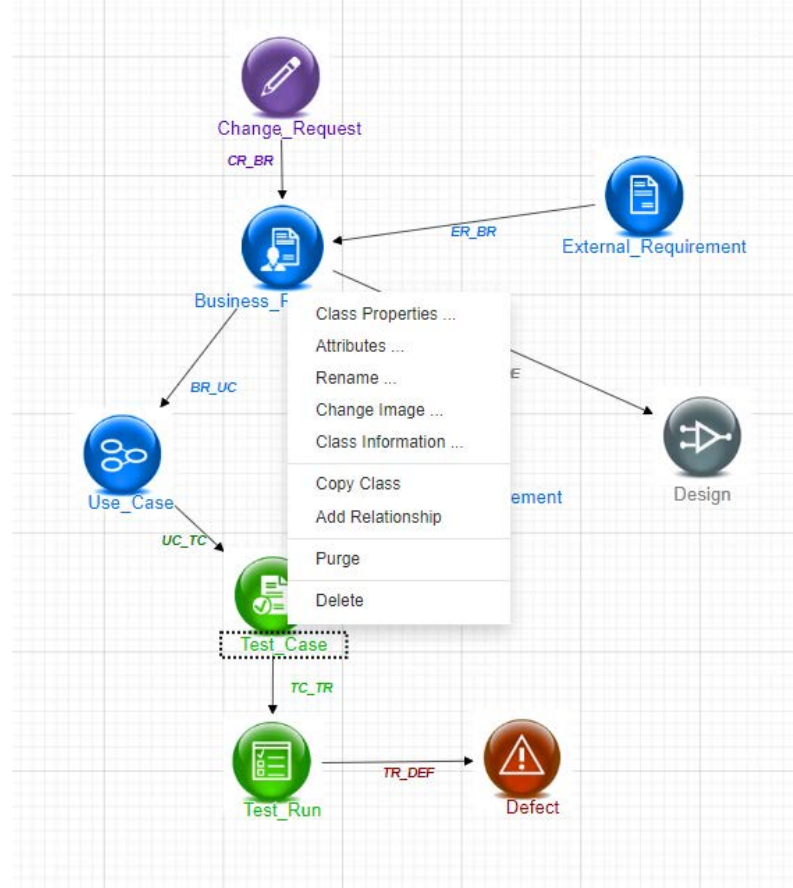 Change_Request
CR_BR
ER_BR
External_Requirement
Business_
Class Properties ...
Attributes ...
Rename ...
Change Image ...
Class Information ...
Copy Class
Add Relationship
Purge
Delete
BR_UC
E
ement
Use_Case
Design
UC_TC
Test_Case
TC_TR
Test_Run
TR_DEF
Defect